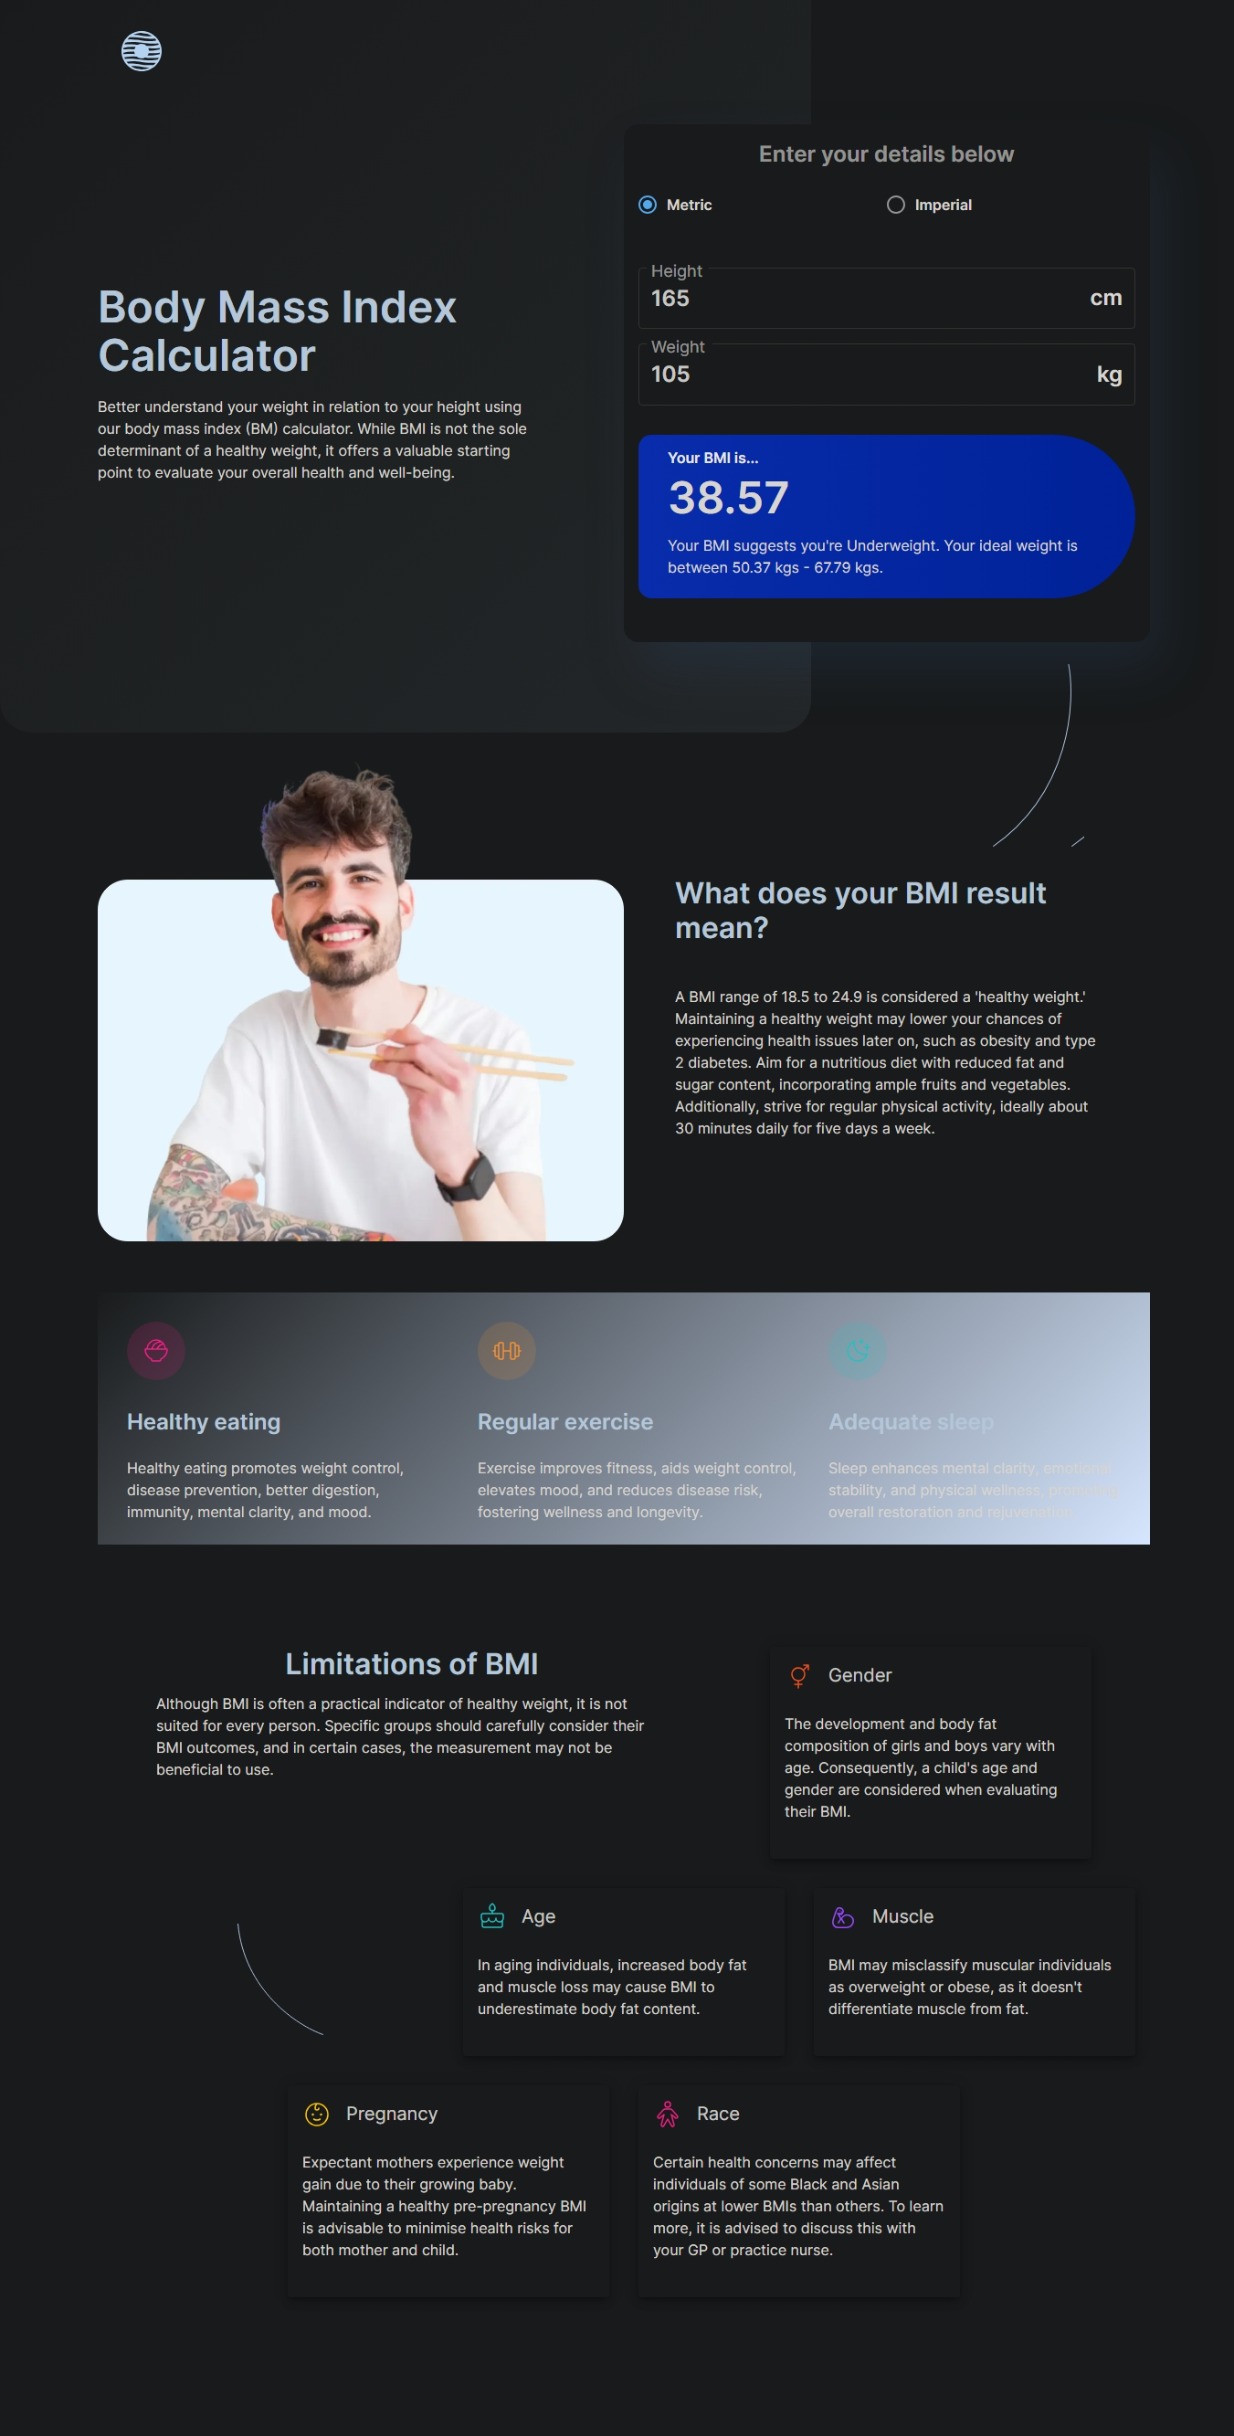 Enter your details below
Metric
Imperial
Height
165
cm
Weight
105
kg
Your BMI is...
38.57
Your BMI suggests you're Underweight. Your ideal weight is
between 50.37 kgs - 67.79 kgs.
Body Mass Index
Calculator
Better understand your weight in relation to your height using
our body mass index (BM) calculator. While BMI is not the sole
determinant of a healthy weight, it offers a valuable starting
point to evaluate your overall health and well-being.
What does your BMI result
mean?
A BMI range of 18.5 to 24.9 is considered a 'healthy weight.'
Maintaining a healthy weight may lower your chances of
experiencing health issues later on, such as obesity and type
2 diabetes. Aim for a nutritious diet with reduced fat and
sugar content, incorporating ample fruits and vegetables.
Additionally, strive for regular physical activity, ideally about
30 minutes daily for five days a week.
Healthy eating
Healthy eating promotes weight control,
disease prevention, better digestion,
immunity, mental clarity, and mood.
Regular exercise
Exercise improves fitness, aids weight control,
elevates mood, and reduces disease risk,
fostering wellness and longevity.
Adequate sleep
Sleep enhances mental clarity, emotional
stability, and physical wellness,
overall restoration and
Limitations of BMI
Although BMI is often a practical indicator of healthy weight, it is not
suited for every person. Specific groups should carefully consider their
BMI outcomes, and in certain cases, the measurement may not be
beneficial to use.
Gender
The development and body fat
composition of girls and boys vary with
age. Consequently, a child's age and
gender are considered when evaluating
their BMI.
Age
In aging individuals, increased body fat
and muscle loss may cause BMI to
underestimate body fat content.
Muscle
BMI may misclassify muscular individuals
as overweight or obese, as it doesn't
differentiate muscle from fat.
Pregnancy
Expectant mothers experience weight
gain due to their growing baby.
Maintaining a healthy pre-pregnancy BMI
is advisable to minimise health risks for
both mother and child.
Race
Certain health concerns may affect
individuals of some Black and Asian
origins at lower BMIs than others. To learn
more, it is advised to discuss this with
your GP or practice nurse.